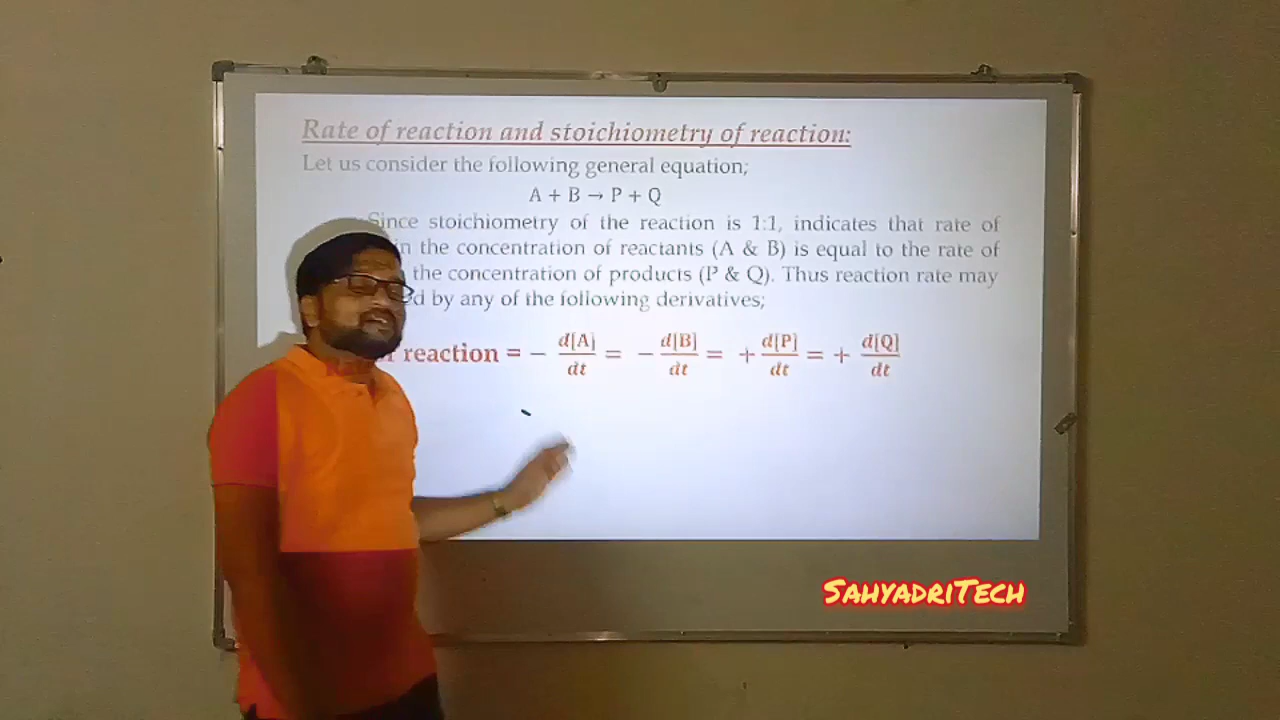 Rate of reaction and stoichiometry of reaction:
Let us consider the following general equation;
A + B → P + Q
Since stoichiometry of the reaction is 1:1, indicates that rate of
in the concentration of reactants (A & B) is equal to the rate of
the concentration of products (P & Q). Thus reaction rate may
by any of the following derivatives;
reaction = − d[A]/dt = − d[B]/dt = + d[P]/dt = + d[Q]/dt
SAHYADRITECH